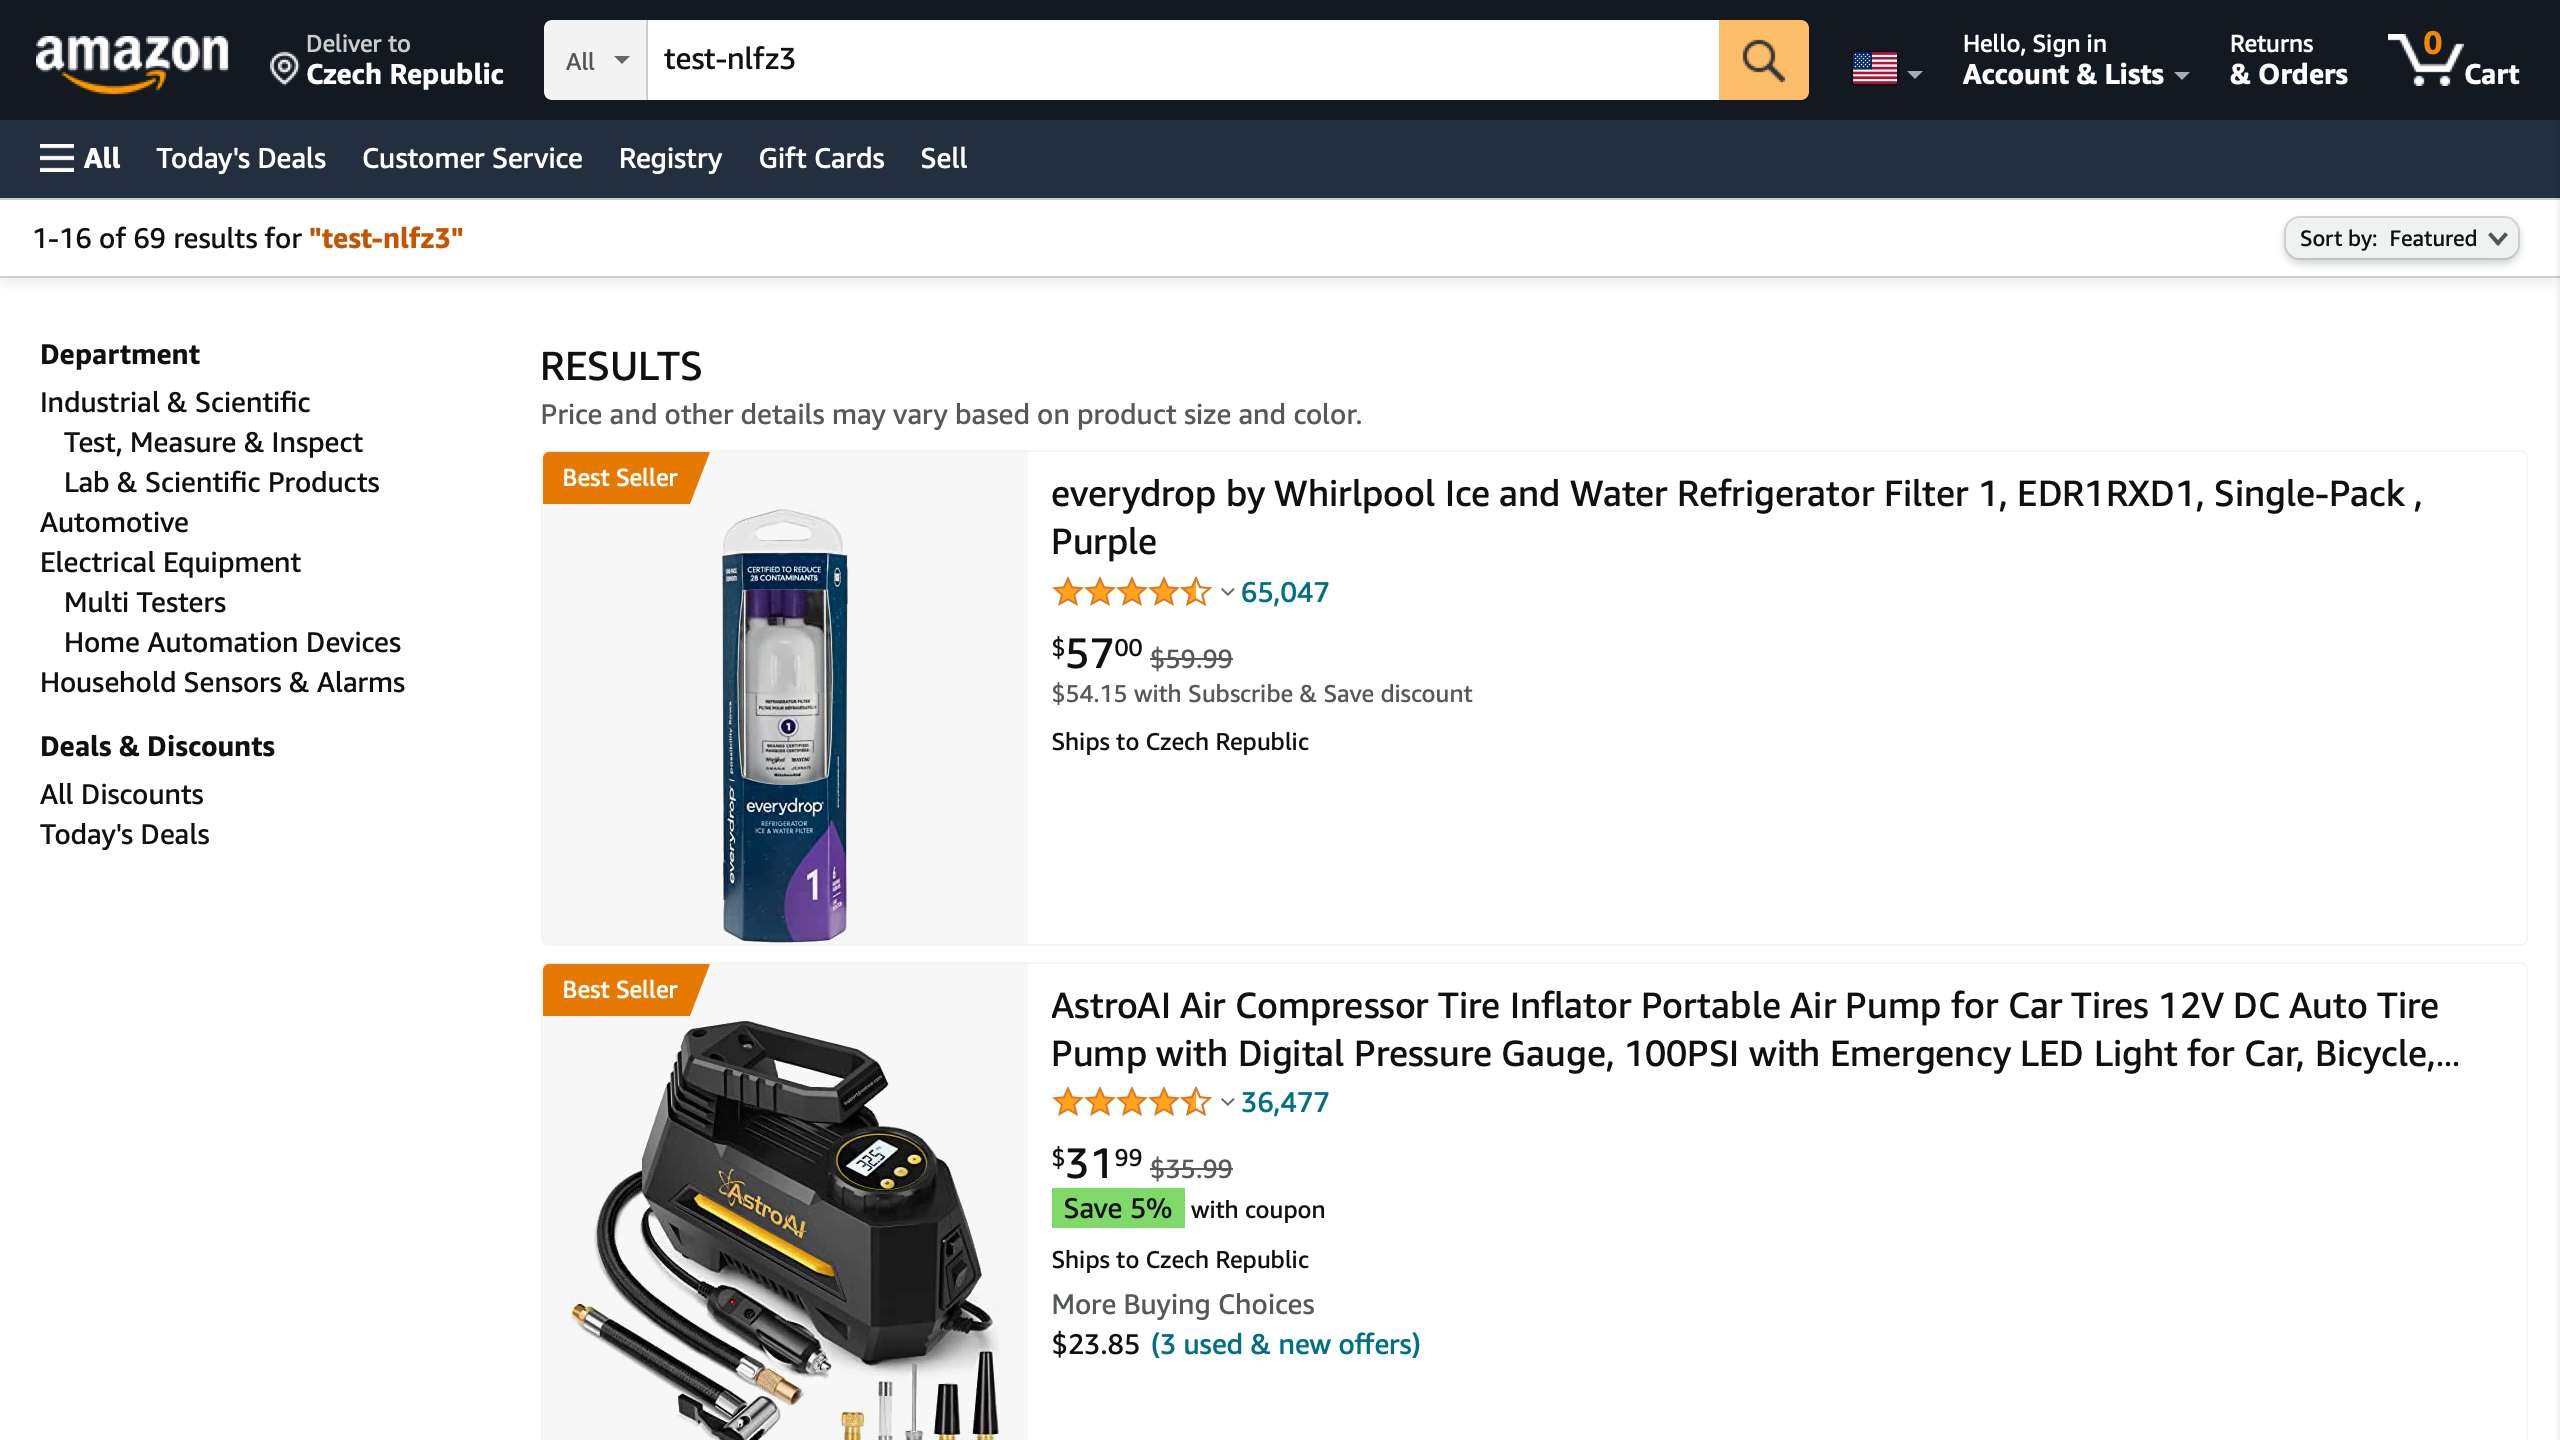 amazon
Deliver to
Czech Republic
All
test-nlfz3
Hello, Sign in
Account & Lists
Returns
& Orders
0
Cart
All
Today's Deals
Customer Service
Registry
Gift Cards
Sell
1-16 of 69 results for "test-nlfz3"
Sort by: Featured
Department
Industrial & Scientific
Test, Measure & Inspect
Lab & Scientific Products
Automotive
Electrical Equipment
Multi Testers
Home Automation Devices
Household Sensors & Alarms
Deals & Discounts
All Discounts
Today's Deals
RESULTS
Price and other details may vary based on product size and color.
Best Seller
CERTIFIED TO REDUCE
28 CONTAMINANTS
REFRIGERATOR FILTER
1
everydrop
REFRIGERATOR
ICE & WATER FILTER
everydrop
1
everydrop by Whirlpool Ice and Water Refrigerator Filter 1, EDR1RXD1, Single-Pack ,
Purple
65,047
$5700 $59.99
$54.15 with Subscribe & Save discount
Ships to Czech Republic
Best Seller
32.5
AstroAI
AstroAI Air Compressor Tire Inflator Portable Air Pump for Car Tires 12V DC Auto Tire
Pump with Digital Pressure Gauge, 100PSI with Emergency LED Light for Car, Bicycle,...
36,477
$3199 $35.99
Save 5% with coupon
Ships to Czech Republic
More Buying Choices
$23.85 (3 used & new offers)